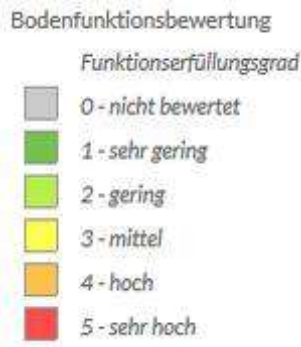 Bodenfunktionsbewertung
Funktionserfüllungsgrad
0 - nicht bewertet
1 - sehr gering
2 - gering
3 - mittel
4 - hoch
5 - sehr hoch